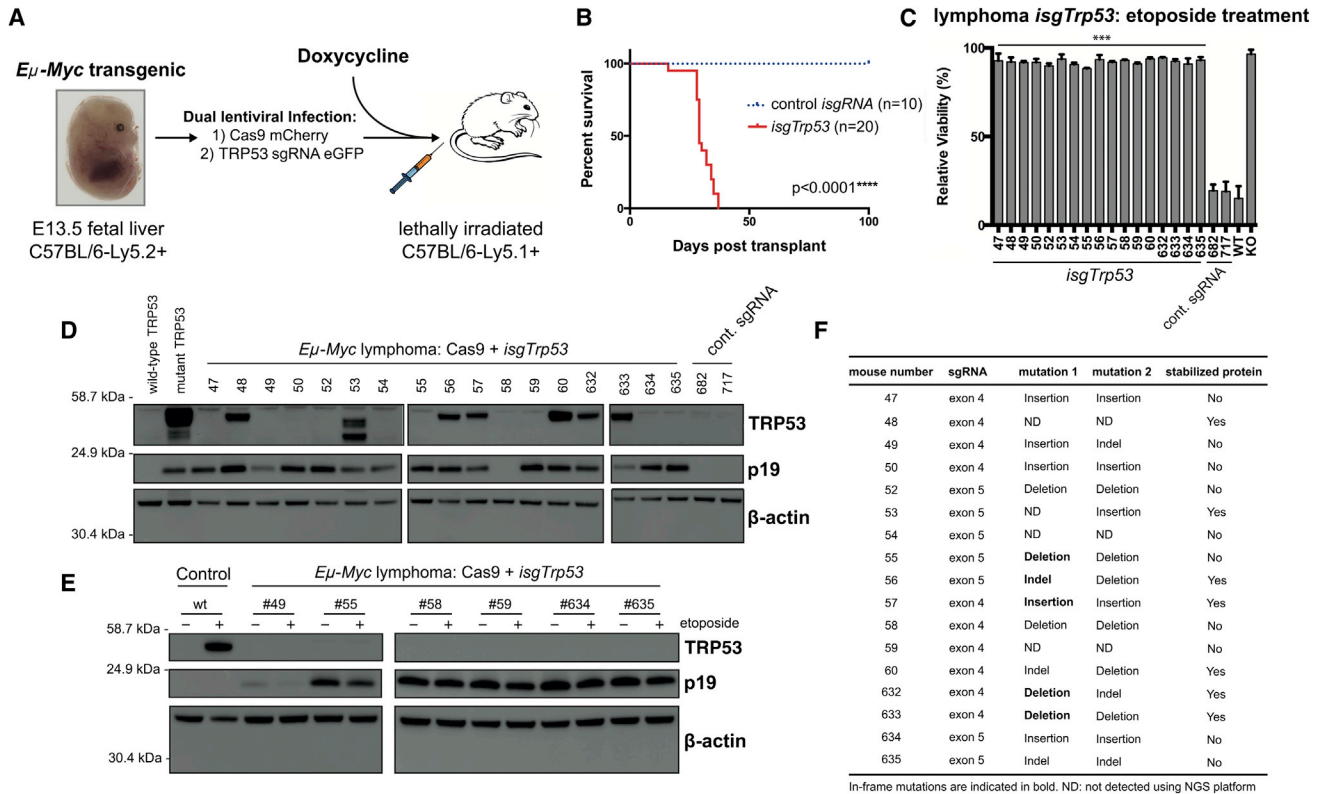 A
Eμ-Myc transgenic
E13.5 fetal liver
C57BL/6-Ly5.2+
Dual lentiviral Infection:
1) Cas9 mCherry
2) TRP53 sgRNA eGFP
Doxycycline
lethally irradiated
C57BL/6-Ly5.1+
B
Percent survival
100
50
0
0 50 100
Days post transplant
control isgRNA (n=10)
isgTrp53 (n=20)
p<0.0001****
C lymphoma isgTrp53: etoposide treatment
***
Relative Viability (%)
100
50
0
47 48 49 50 52 53 54 55 56 57 58 59 60 632 633 634 635 682 717 WT KO
isgTrp53
cont. sgRNA
D
wild-type TRP53
mutant TRP53
Eμ-Myc lymphoma: Cas9 + isgTrp53
cont. sgRNA
47 48 49 50 52 53 54 55 56 57 58 59 60 632 633 634 635 682 717
58.7 kDa
TRP53
24.9 kDa
p19
β-actin
30.4 kDa
E
Control
Eμ-Myc lymphoma: Cas9 + isgTrp53
wt #49 #55 #58 #59 #634 #635
– + – + – + – + – + – + – + etoposide
58.7 kDa
TRP53
24.9 kDa
p19
β-actin
30.4 kDa
F
mouse number sgRNA mutation 1 mutation 2 stabilized protein
47 exon 4 Insertion Insertion No
48 exon 4 ND ND Yes
49 exon 4 Insertion Indel No
50 exon 4 Insertion Insertion No
52 exon 5 Deletion Deletion No
53 exon 5 ND Insertion Yes
54 exon 5 ND ND No
55 exon 5 Deletion Deletion No
56 exon 5 Indel Deletion Yes
57 exon 4 Insertion Insertion Yes
58 exon 4 Deletion Deletion No
59 exon 4 ND ND No
60 exon 4 Indel Deletion Yes
632 exon 4 Deletion Indel Yes
633 exon 4 Deletion Deletion Yes
634 exon 5 Insertion Insertion No
635 exon 5 Indel Indel No
In-frame mutations are indicated in bold. ND: not detected using NGS platform